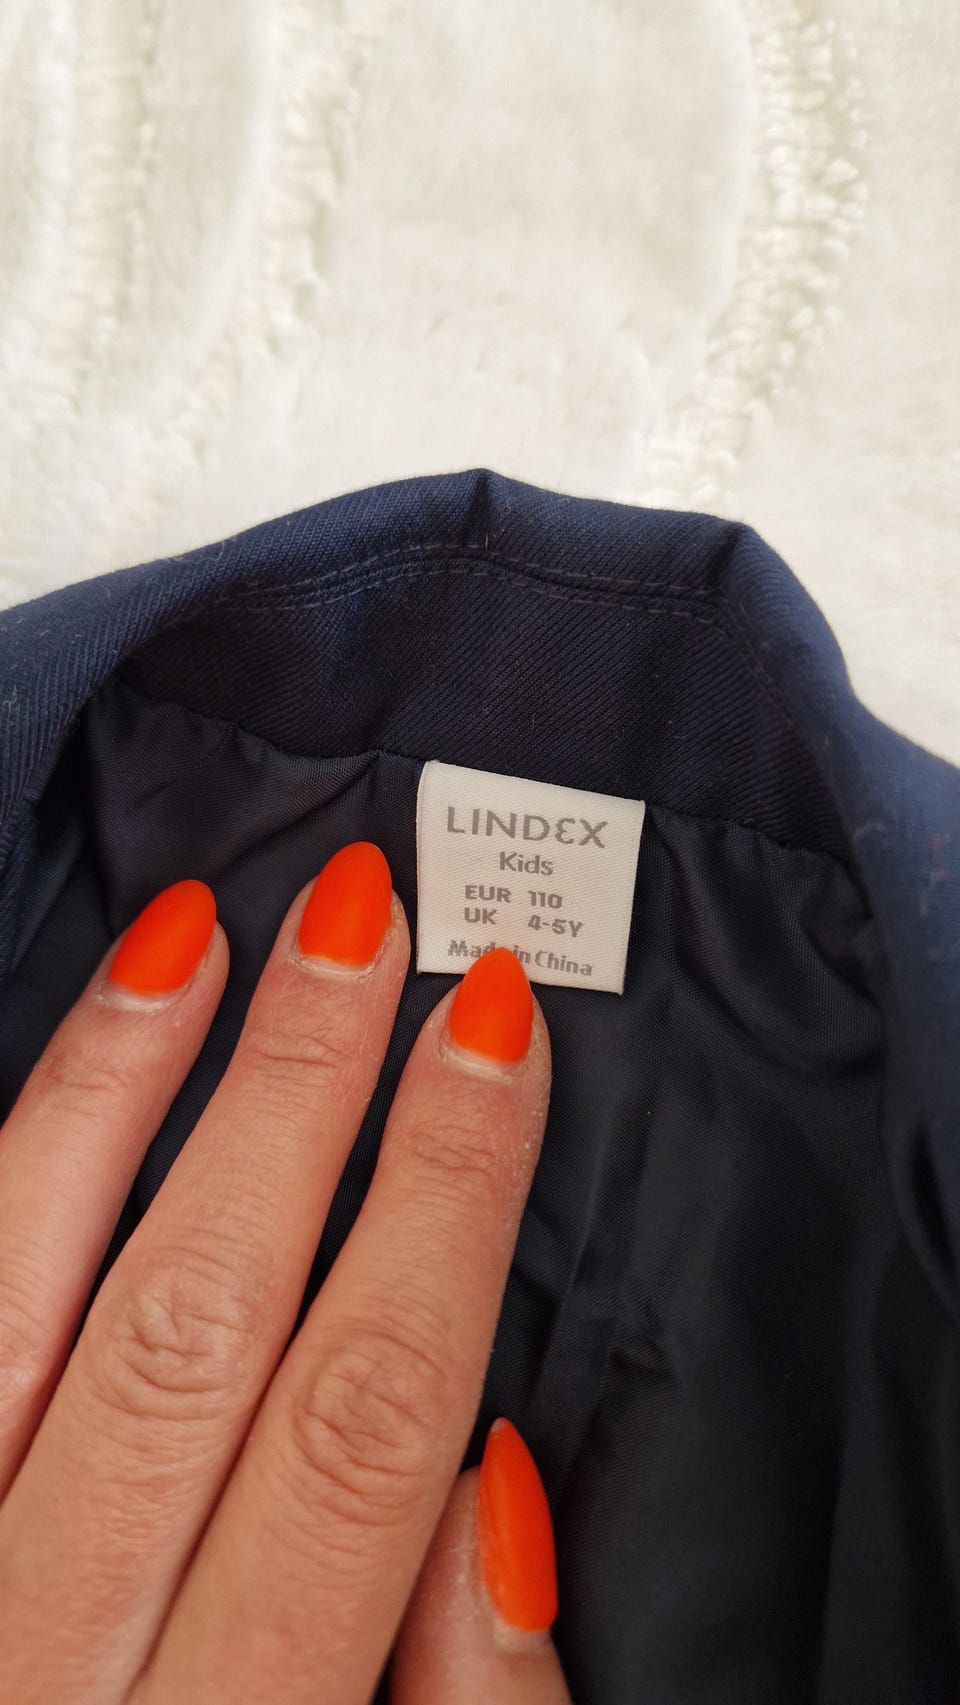 LINDEX
Kids
EUR 110
UK 4-5Y
Made in China